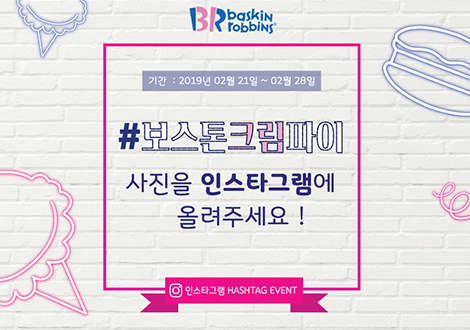 BR baskin robbins
기간 : 2019년 02월 21일 ~ 02월 28일
#보스톤크림파이
사진을 인스타그램에
올려주세요 !
인스타그램 HASHTAG EVENT